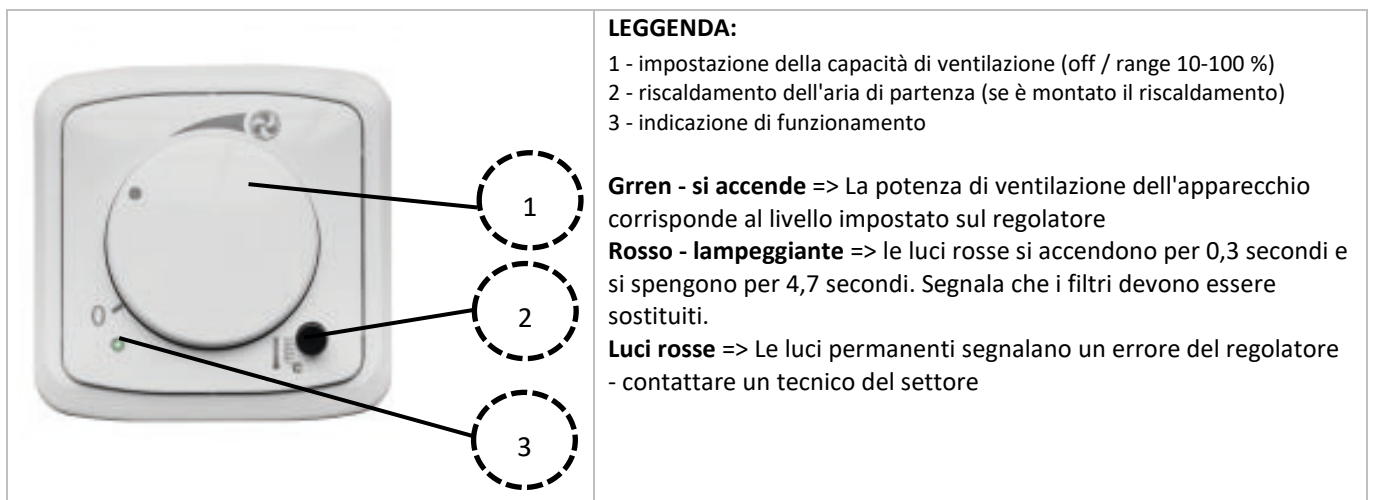 LEGGENDA:
1 - impostazione della capacità di ventilazione (off / range 10-100 %)
2 - riscaldamento dell'aria di partenza (se è montato il riscaldamento)
3 - indicazione di funzionamento
Grren - si accende => La potenza di ventilazione dell'apparecchio
corrisponde al livello impostato sul regolatore
Rosso - lampeggiante => le luci rosse si accendono per 0,3 secondi e
si spengono per 4,7 secondi. Segnala che i filtri devono essere
sostituiti.
Luci rosse => Le luci permanenti segnalano un errore del regolatore
- contattare un tecnico del settore
1
2
3
0
°C